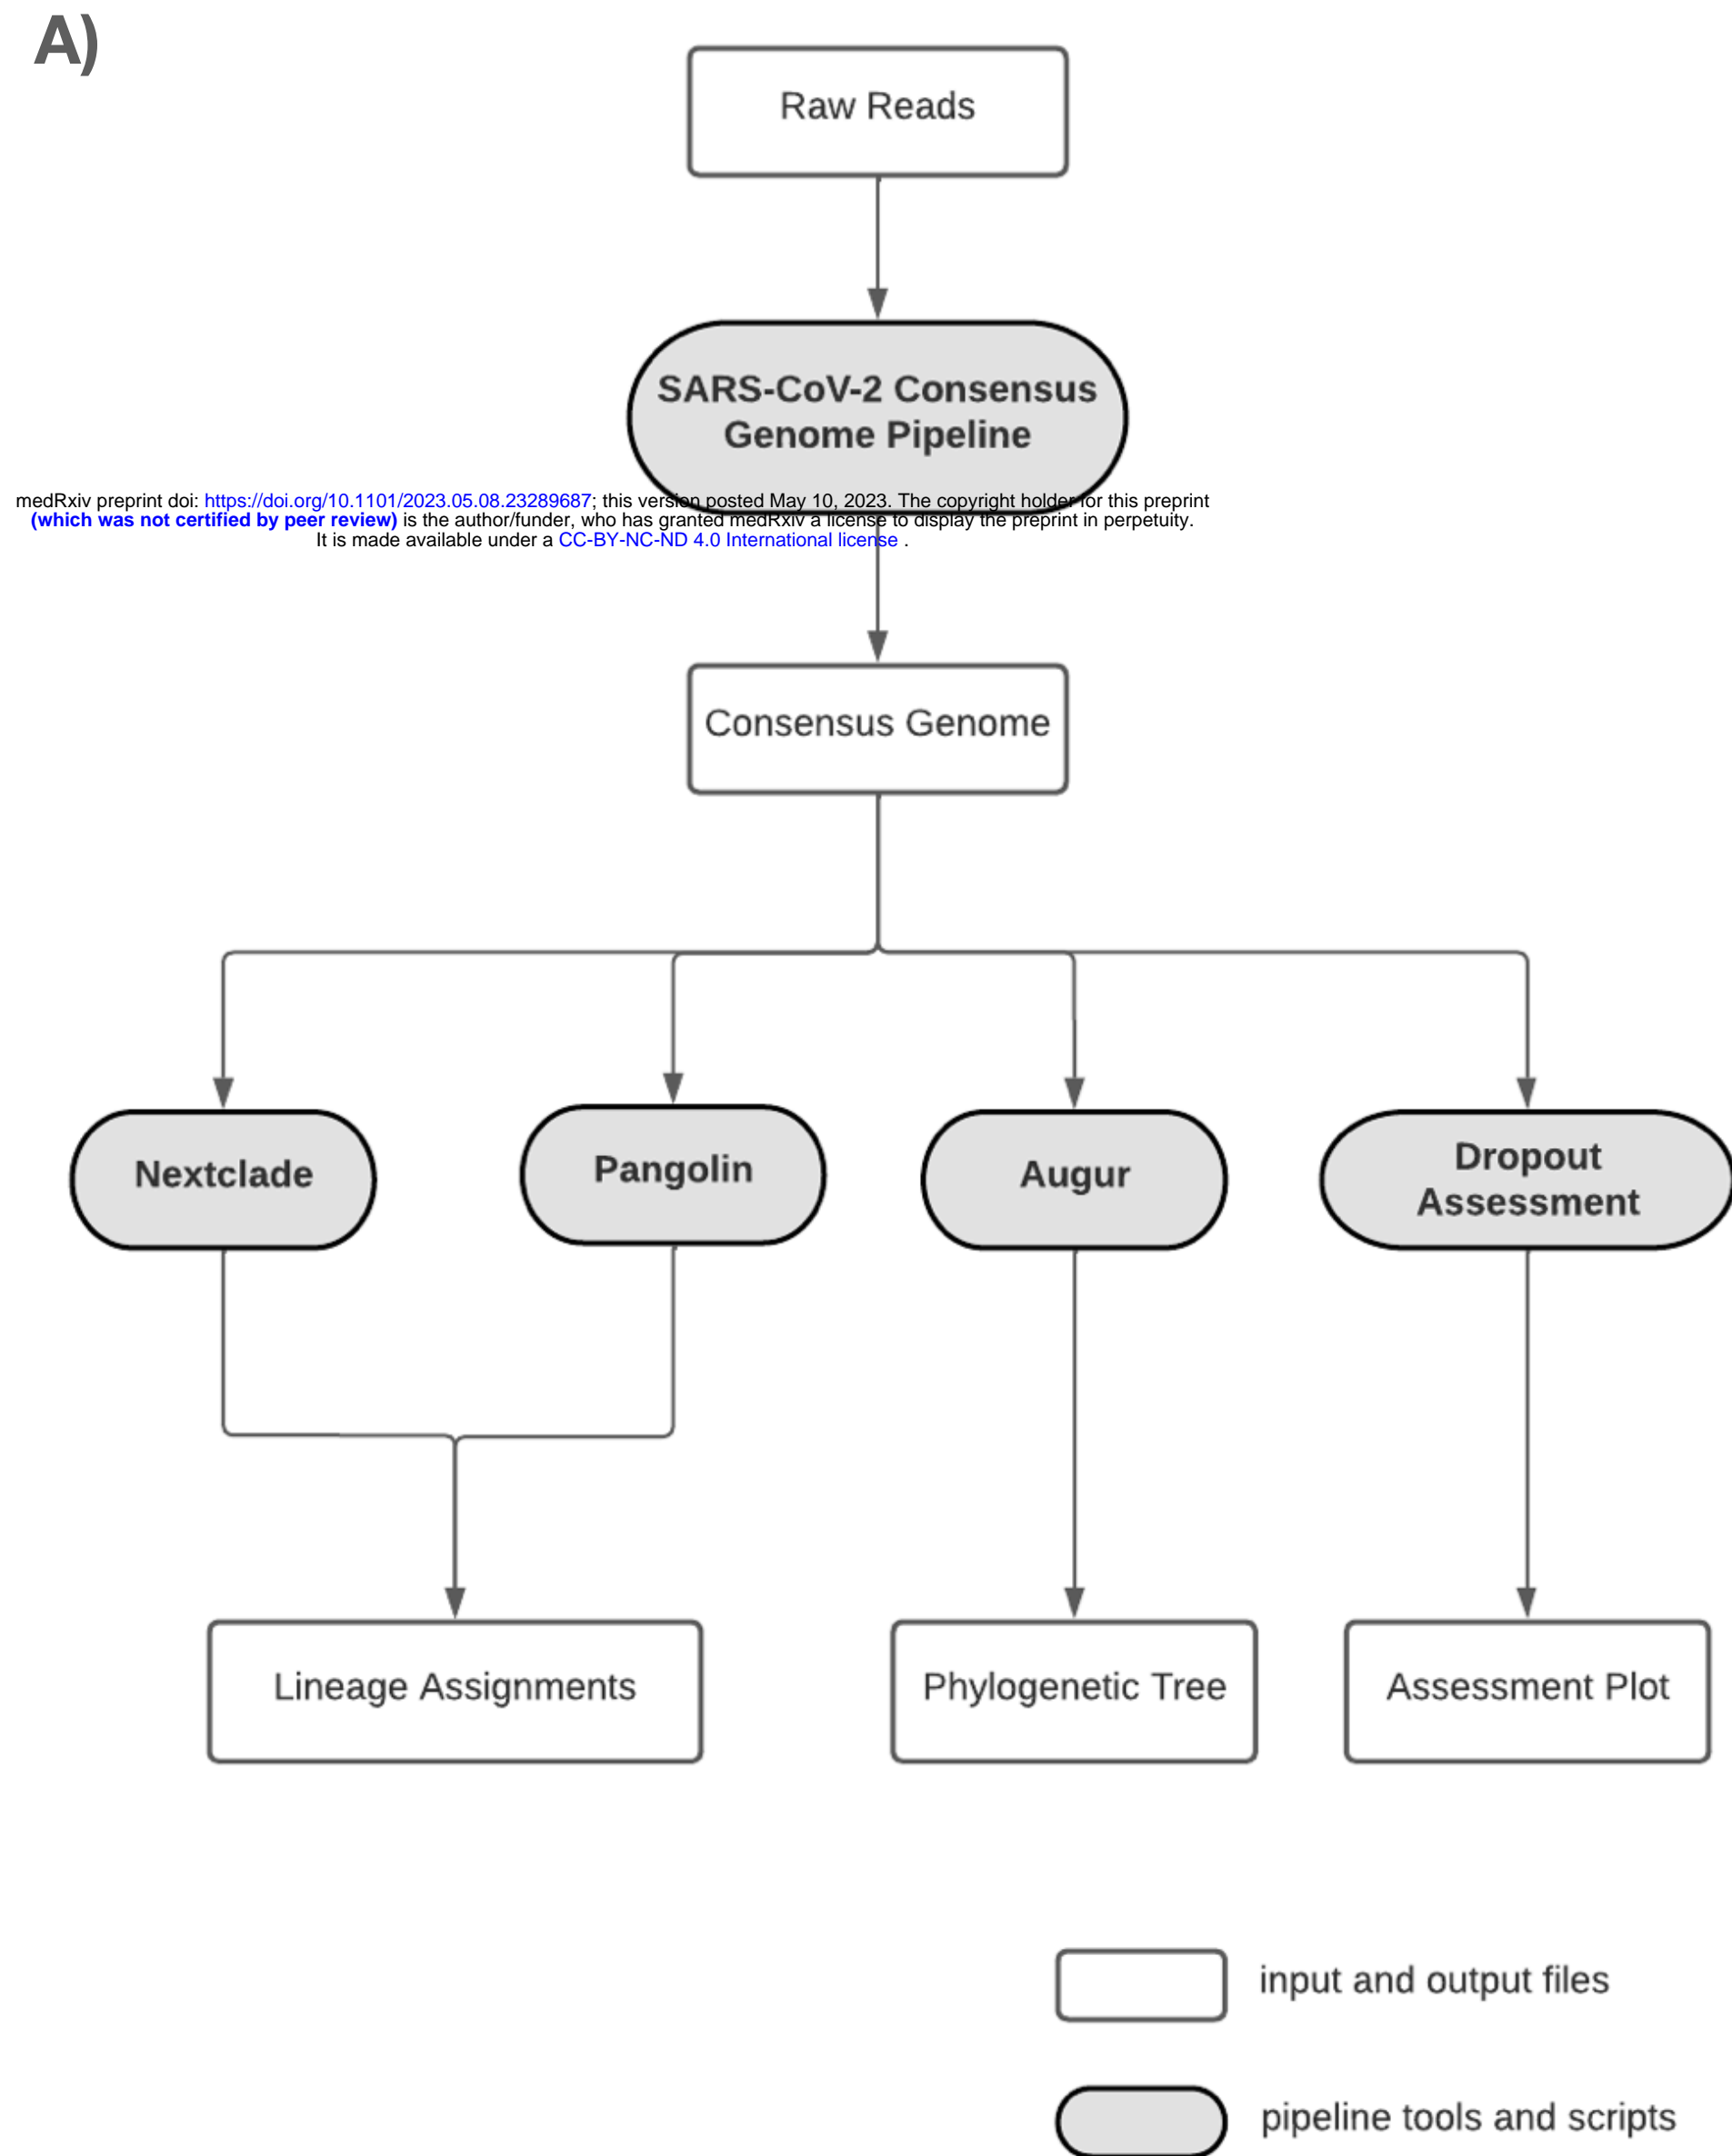 A)
Raw Reads
SARS-CoV-2 Consensus
Genome Pipeline
medRxiv preprint doi: https://doi.org/10.1101/2023.05.08.23289687; this version posted May 10, 2023. The copyright holder for this preprint
(which was not certified by peer review) is the author/funder, who has granted medRxiv a license to display the preprint in perpetuity.
It is made available under a CC-BY-NC-ND 4.0 International license .
Consensus Genome
Nextclade
Pangolin
Augur
Dropout
Assessment
Lineage Assignments
Phylogenetic Tree
Assessment Plot
input and output files
pipeline tools and scripts